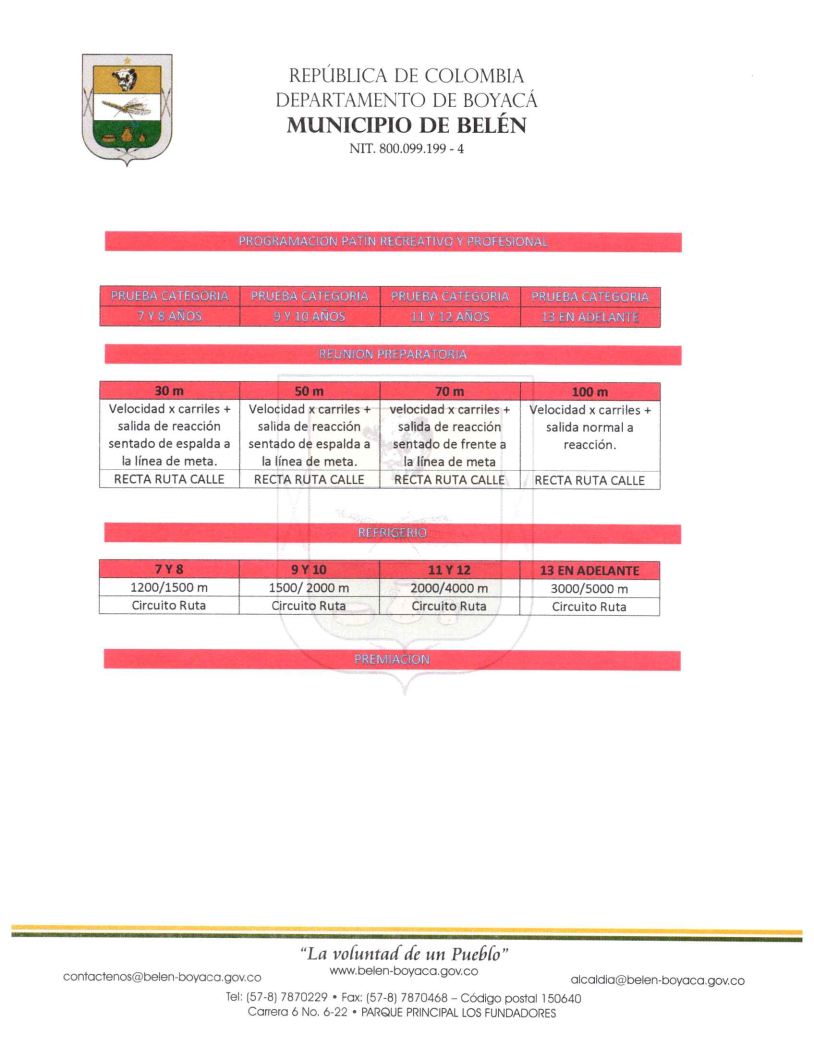 REPÚBLICA DE COLOMBIA
DEPARTAMENTO DE BOYACÁ
MUNICIPIO DE BELÉN
NIT. 800.099.199 - 4
PROGRAMACION PATIN RECREATIVO Y PROFESIONAL
PRUEBA CATEGORIA PRUEBA CATEGORIA PRUEBA CATEGORIA PRUEBA CATEGORIA
7 Y 8 AÑOS 9 Y 10 AÑOS 11 Y 12 AÑOS 13 EN ADELANTE
REUNION PREPARATORIA
30 m 50 m 70 m 100 m
Velocidad x carriles + Velocidad x carriles + velocidad x carriles + Velocidad x carriles +
salida de reacción salida de reacción salida de reacción salida normal a
sentado de espalda a sentado de espalda a sentado de frente a reacción.
la línea de meta. la línea de meta. la línea de meta
RECTA RUTA CALLE RECTA RUTA CALLE RECTA RUTA CALLE RECTA RUTA CALLE
REFRIGERIO
7 Y 8 9 Y 10 11 Y 12 13 EN ADELANTE
1200/1500 m 1500/ 2000 m 2000/4000 m 3000/5000 m
Circuito Ruta Circuito Ruta Circuito Ruta Circuito Ruta
PREMIACION
"La voluntad de un Pueblo"
contactenos@belen-boyaca.gov.co www.belen-boyaca.gov.co alcaldia@belen-boyaca.gov.co
Tel: (57-8) 7870229 • Fax: (57-8) 7870468 – Código postal 150640
Carrera 6 No. 6-22 • PARQUE PRINCIPAL LOS FUNDADORES